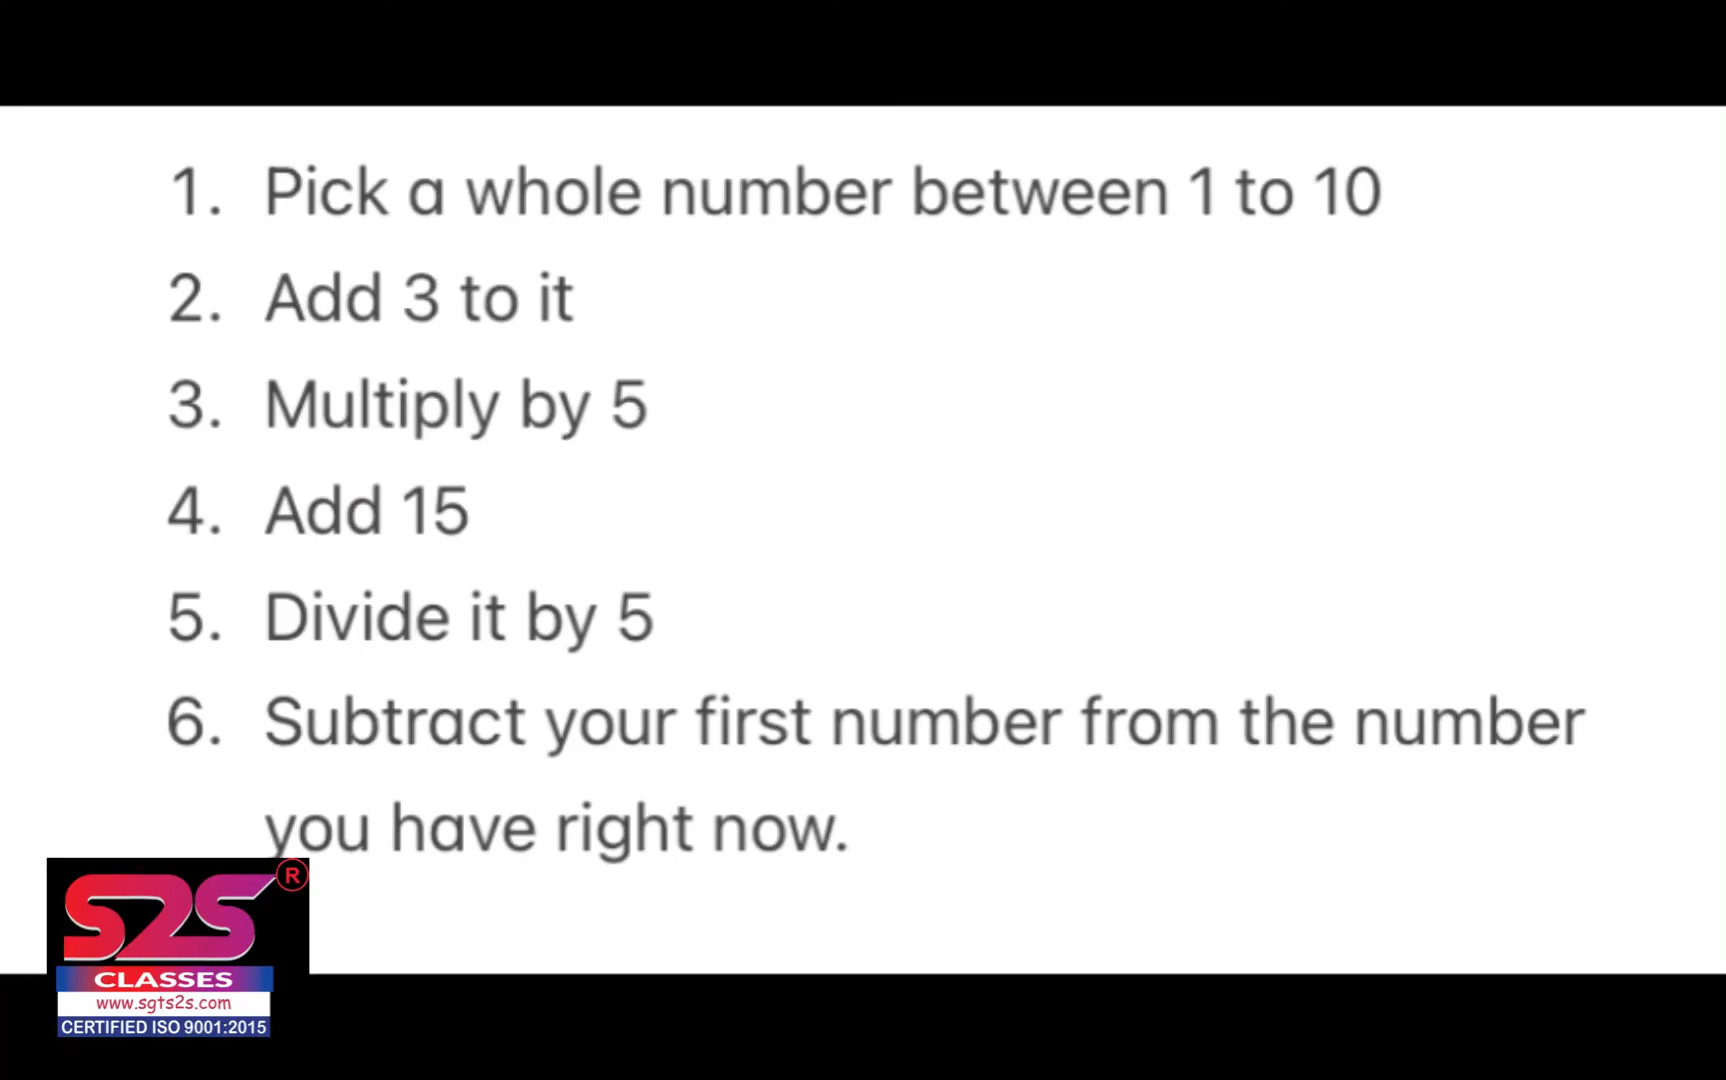 1. Pick a whole number between 1 to 10
2. Add 3 to it
3. Multiply by 5
4. Add 15
5. Divide it by 5
6. Subtract your first number from the number
you have right now.
S2S ®
CLASSES
www.sgts2s.com
CERTIFIED ISO 9001:2015